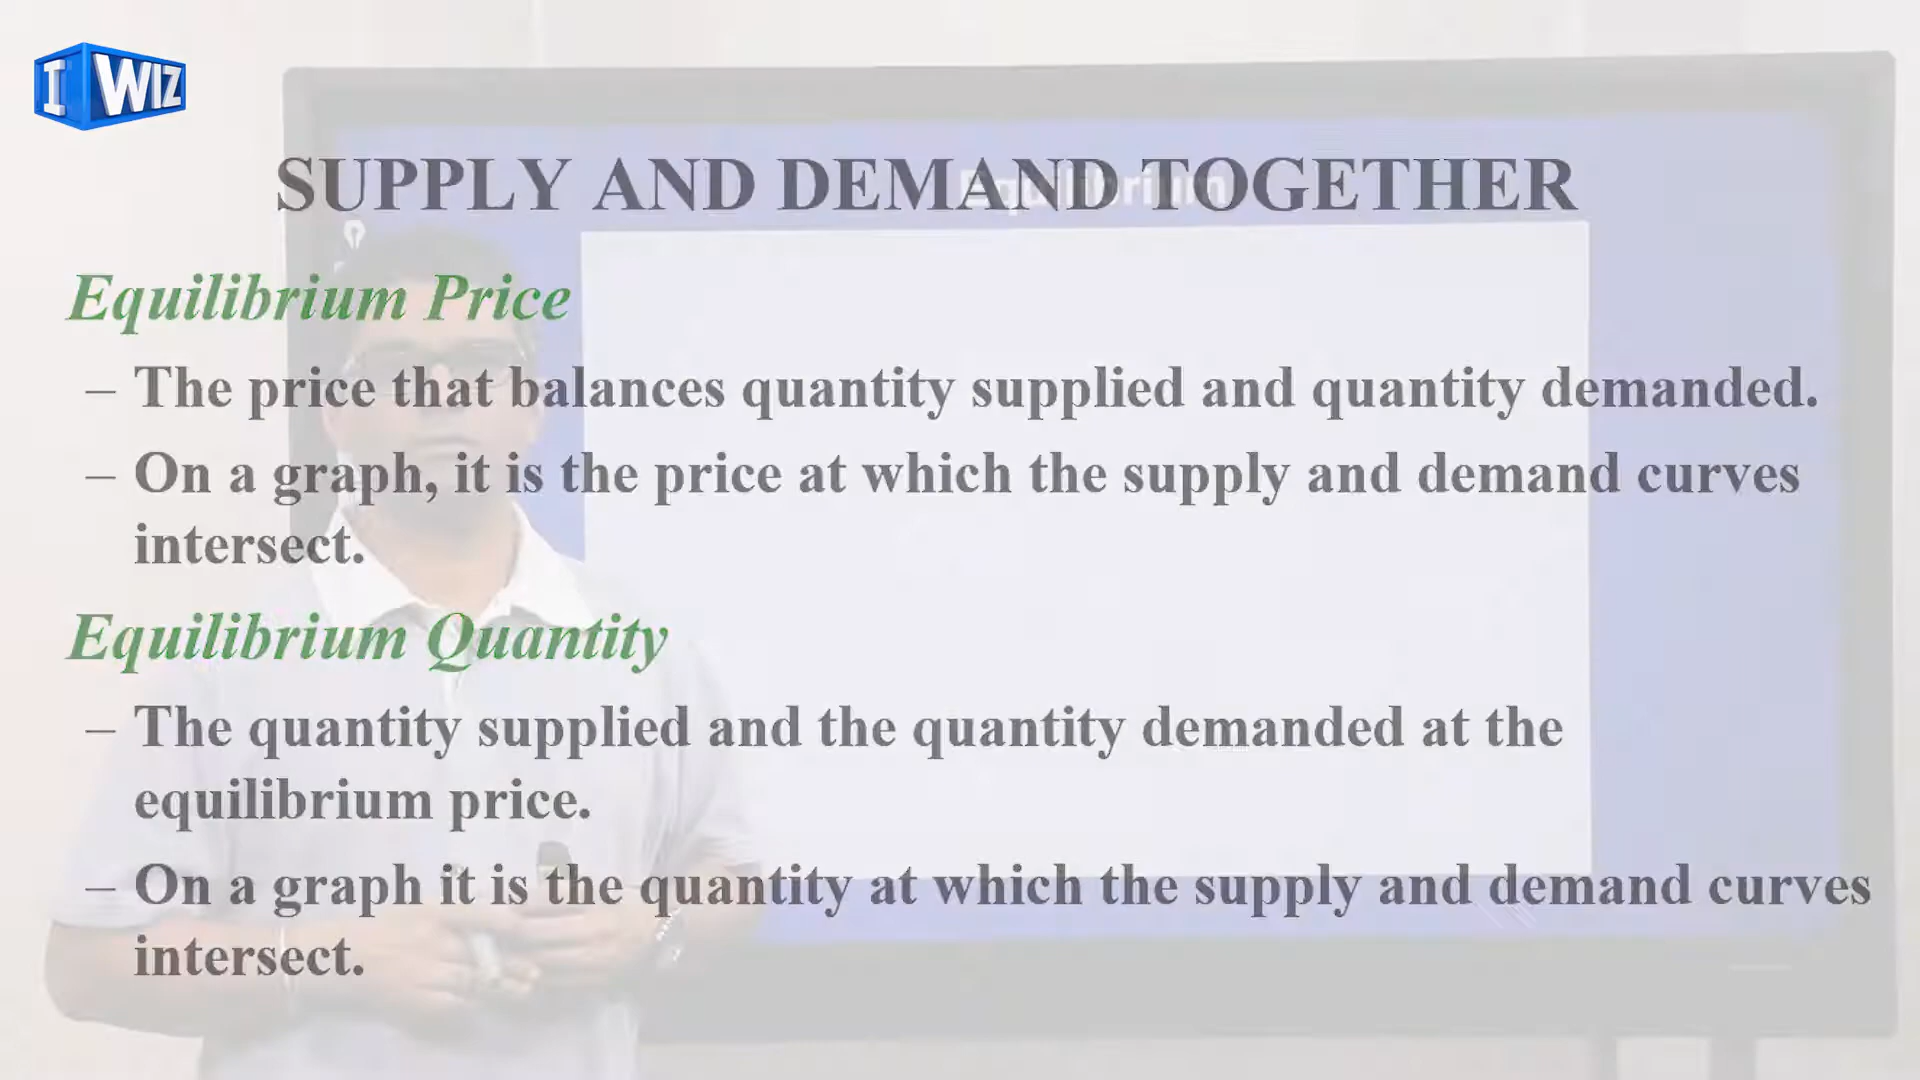 I WIZ
SUPPLY AND DEMAND TOGETHER
Equilibrium
Equilibrium Price
– The price that balances quantity supplied and quantity demanded.
– On a graph, it is the price at which the supply and demand curves
intersect.
Equilibrium Quantity
– The quantity supplied and the quantity demanded at the
equilibrium price.
– On a graph it is the quantity at which the supply and demand curves
intersect.